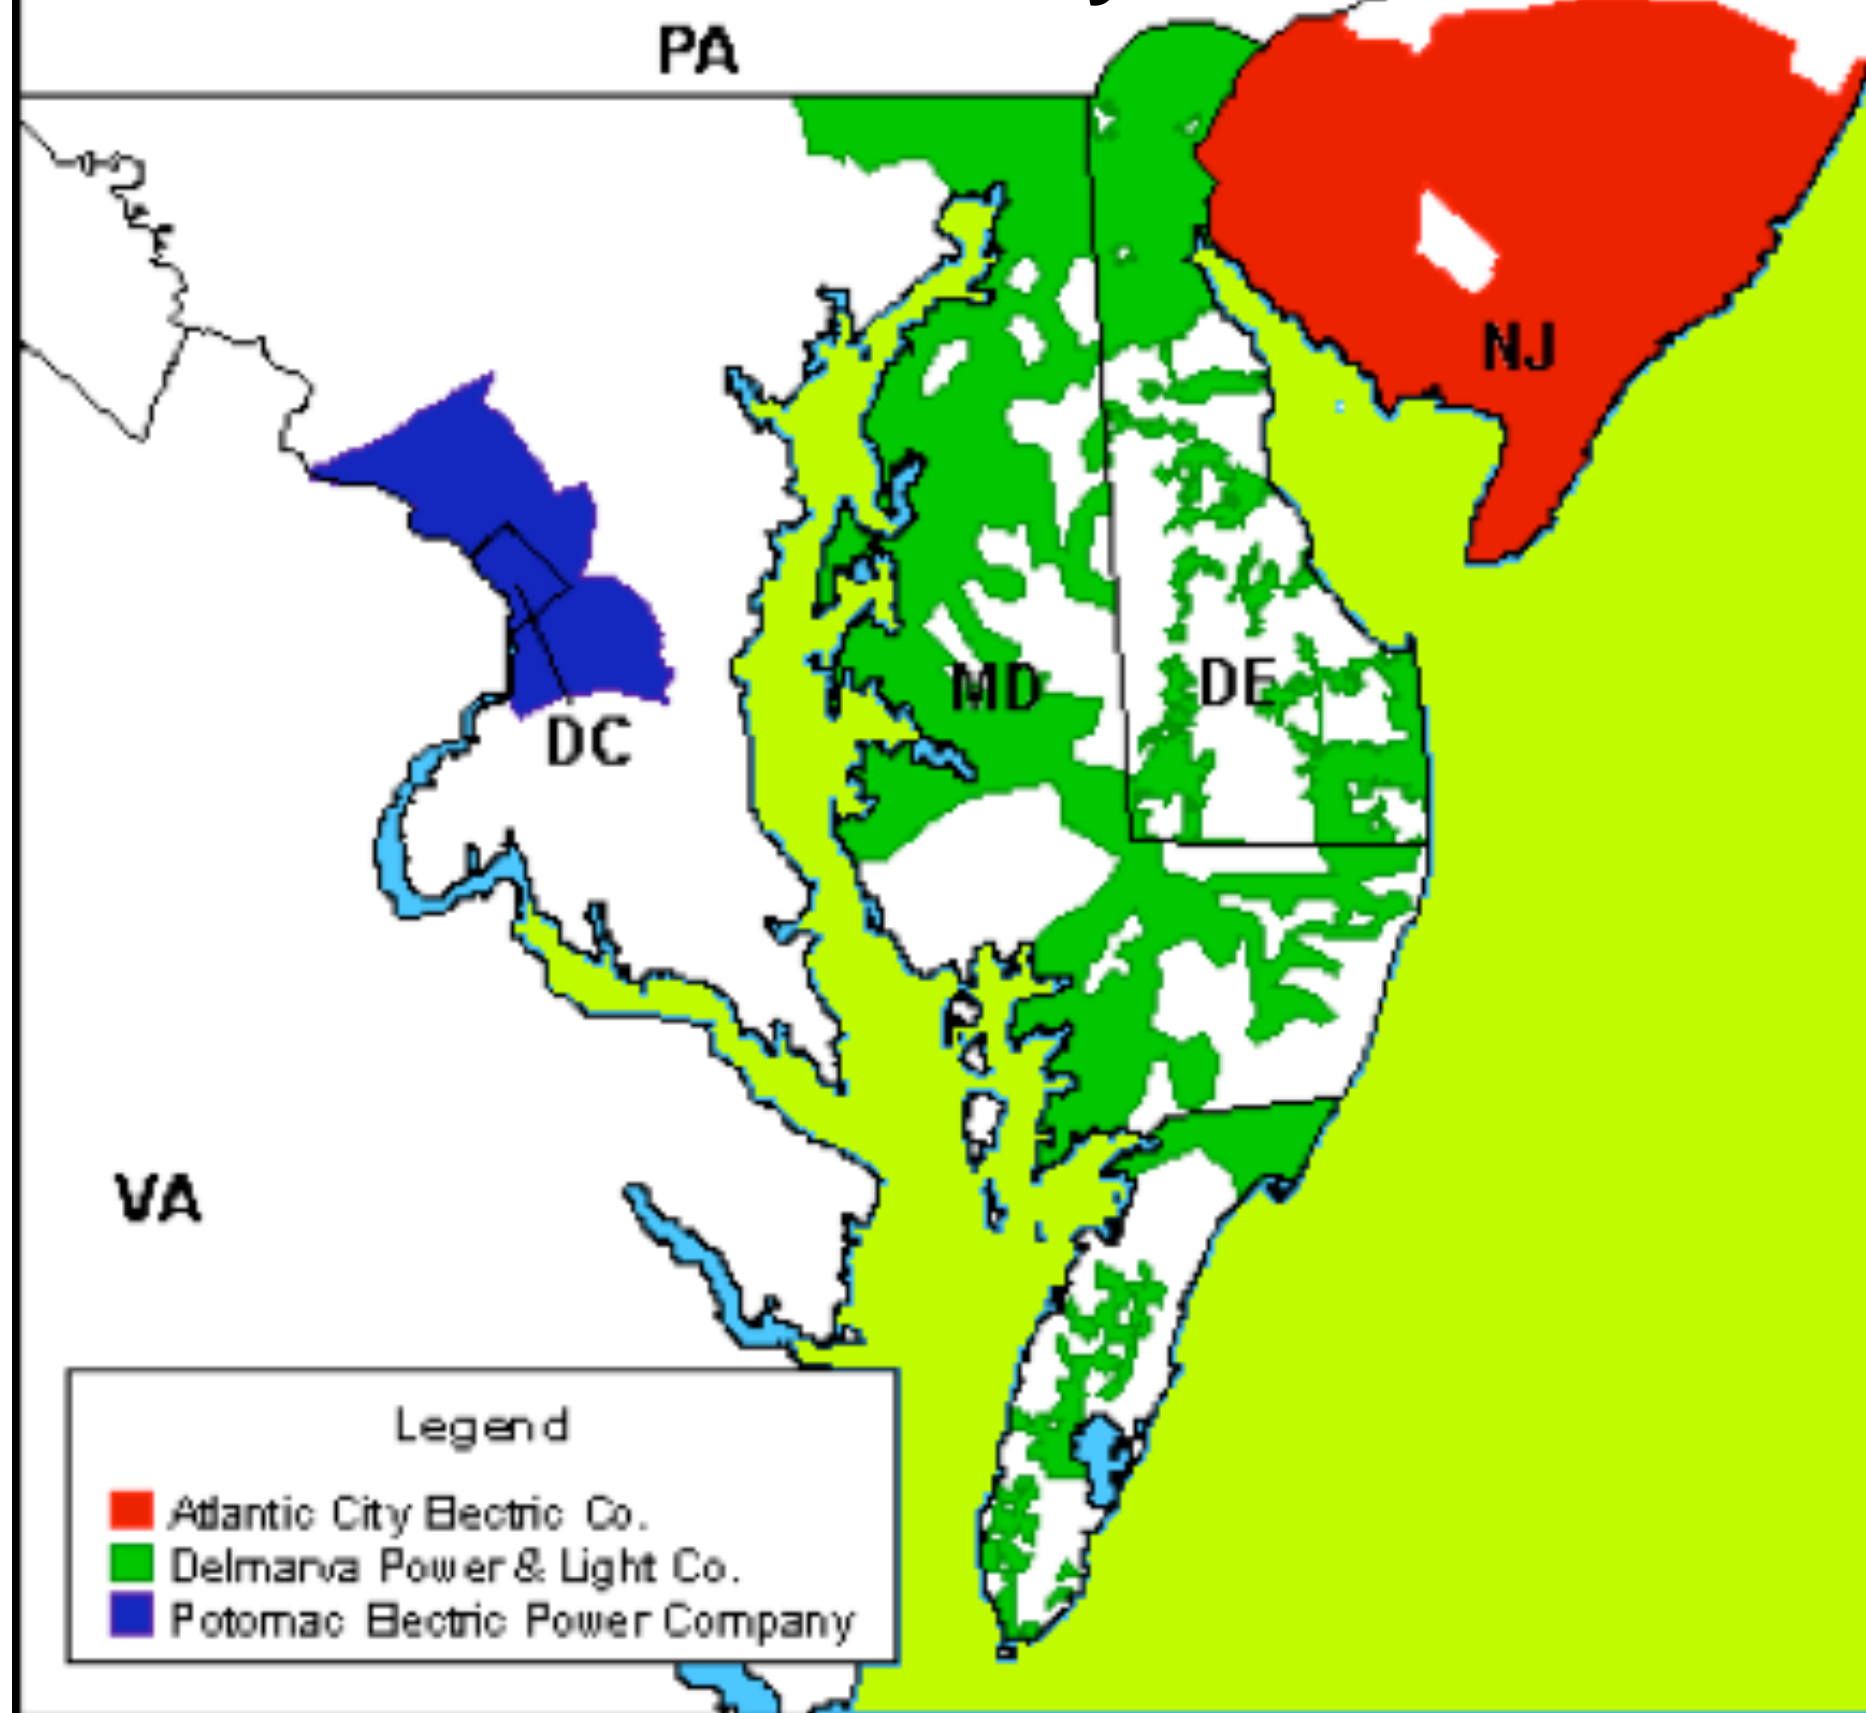 PA
NJ
MD
DE
DC
VA
Legend
Atlantic City Electric Co.
Delmarva Power & Light Co.
Potomac Electric Power Company